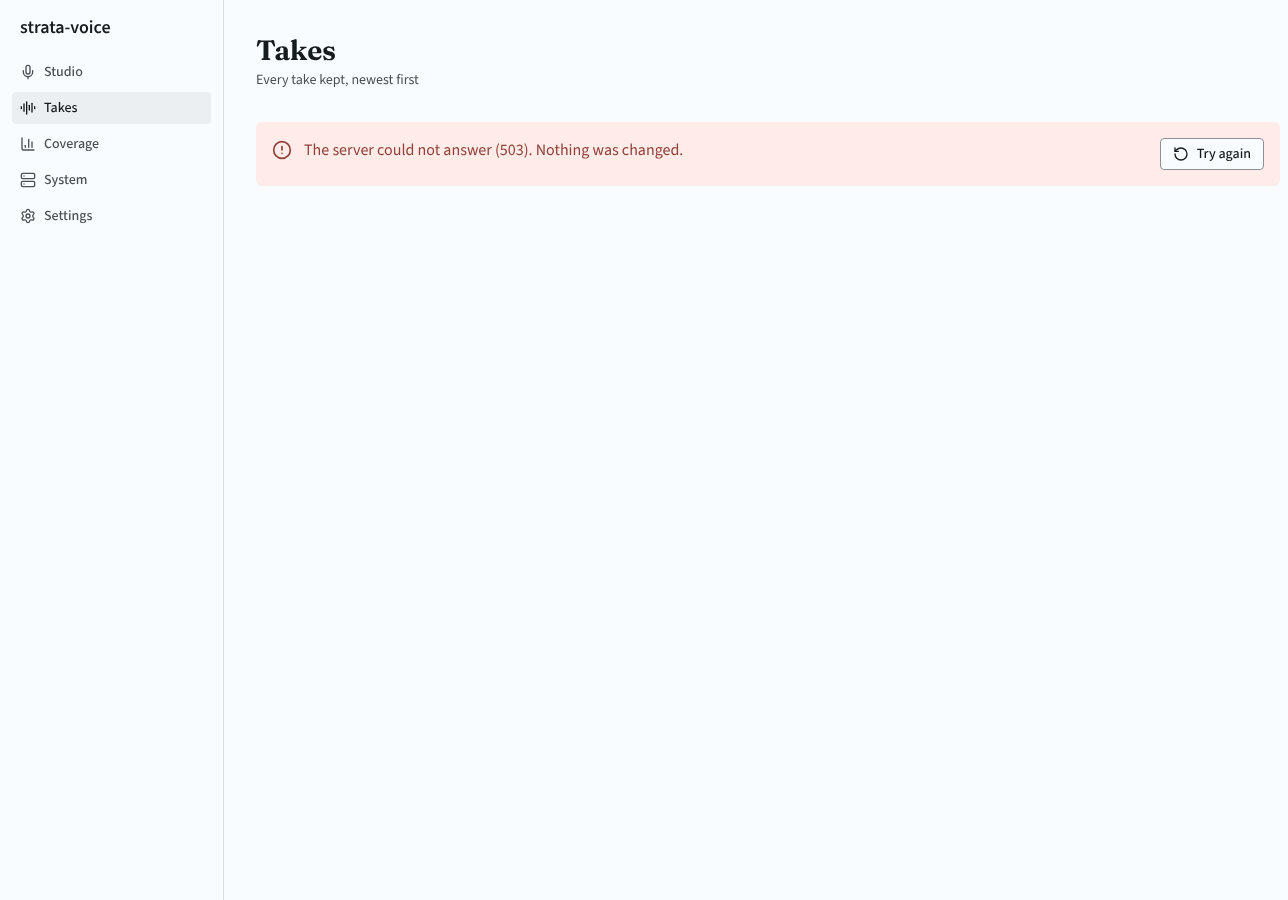 strata-voice
Studio
Takes
Coverage
System
Settings
Takes
Every take kept, newest first
The server could not answer (503). Nothing was changed.
Try again